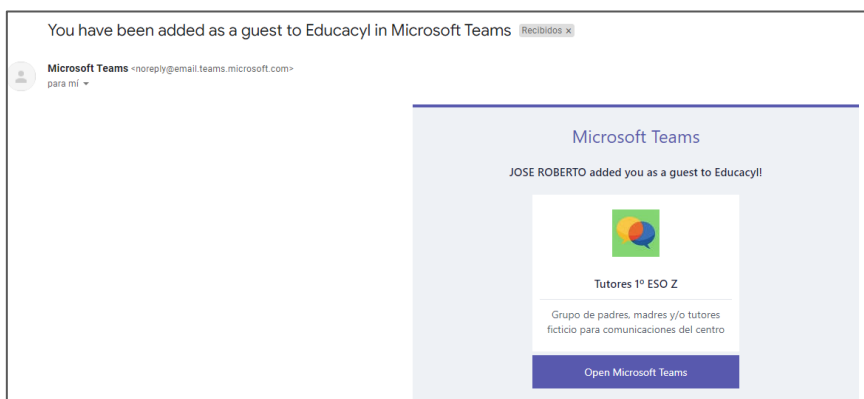 You have been added as a guest to Educacyl in Microsoft Teams Recibidos x
Microsoft Teams <noreply@email.teams.microsoft.com>
para mí
Microsoft Teams
JOSE ROBERTO added you as a guest to Educacyl!
Tutores 1º ESO Z
Grupo de padres, madres y/o tutores
ficticio para comunicaciones del centro
Open Microsoft Teams